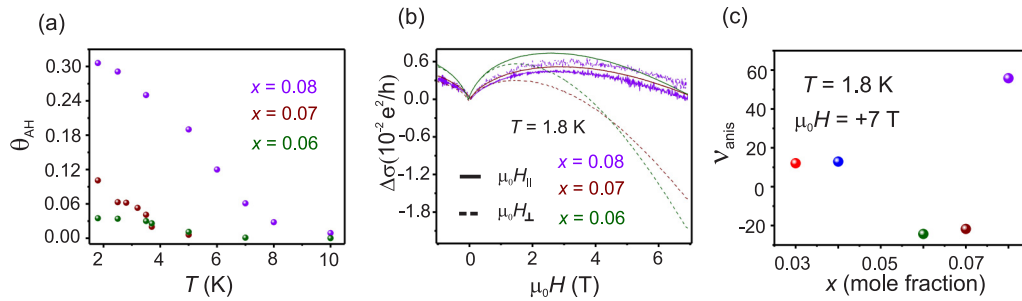 (a)
0.30
0.24
0.18
0.12
0.06
0.00
θAH
x = 0.08
x = 0.07
x = 0.06
2
4
6
8
10
T (K)
(b)
0.6
0.0
-0.6
-1.2
-1.8
Δσ(10⁻² e²/h)
T = 1.8 K
x = 0.08
μ₀H||
x = 0.07
μ₀H⊥
x = 0.06
0
2
4
6
μ₀H (T)
(c)
60
40
20
0
-20
νanis
T = 1.8 K
μ₀H = +7 T
0.03
0.05
0.07
x (mole fraction)